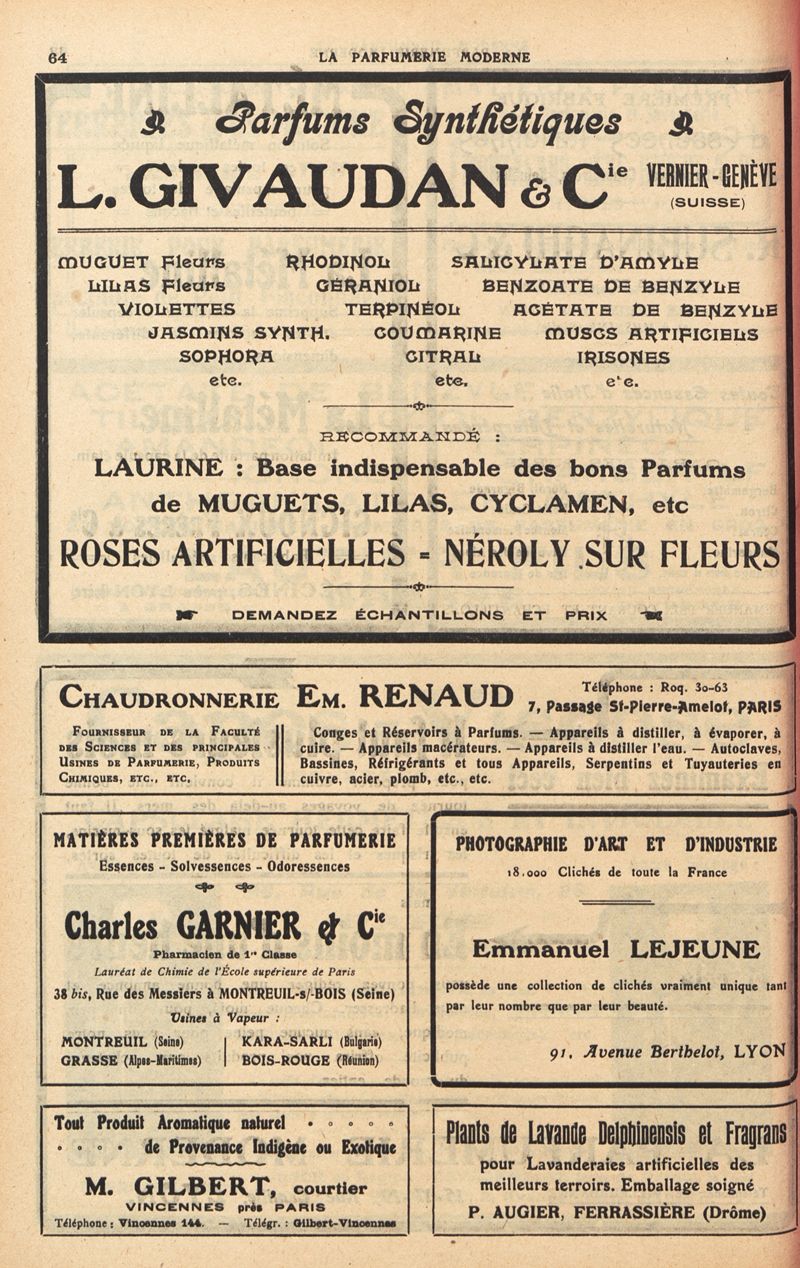 64
LA PARFUMERIE MODERNE
Parfums Synthétiques
L. GIVAUDAN & Cie VERNIER-GENÈVE
(SUISSE)
MUGUET Fleurs RHODINOL SALICYLATE D'AMYLE
LILAS Fleurs GÉRANIOL BENZOATE DE BENZYLE
VIOLETTES TERPINÉOL ACÉTATE DE BENZYLE
JASMINS SYNTH. COUMARINE MUSCS ARTIFICIELS
SOPHORA CITRAL IRISONES
etc. etc. etc.
RECOMMANDÉ :
LAURINE : Base indispensable des bons Parfums
de MUGUETS, LILAS, CYCLAMEN, etc
ROSES ARTIFICIELLES - NÉROLY SUR FLEURS
DEMANDEZ ÉCHANTILLONS ET PRIX
CHAUDRONNERIE EM. RENAUD
Téléphone : Roq. 30-63
7, Passage St-Pierre-Amelot, PARIS
FOURNISSEUR DE LA FACULTÉ
DES SCIENCES ET DES PRINCIPALES
USINES DE PARFUMERIE, PRODUITS
CHIMIQUES, ETC., ETC.
Conges et Réservoirs à Parfums. — Appareils à distiller, à évaporer, à
cuire. — Appareils macérateurs. — Appareils à distiller l'eau. — Autoclaves,
Bassines, Réfrigérants et tous Appareils, Serpentins et Tuyauteries en
cuivre, acier, plomb, etc., etc.
MATIÈRES PREMIÈRES DE PARFUMERIE
Essences - Solvessences - Odoressences
Charles GARNIER & Cie
Pharmacien de 1re Classe
Lauréat de Chimie de l'École supérieure de Paris
38 bis, Rue des Messiers à MONTREUIL-s/-BOIS (Seine)
Usines à Vapeur :
MONTREUIL (Seine) KARA-SARLI (Bulgarie)
GRASSE (Alpes-Maritimes) BOIS-ROUGE (Réunion)
PHOTOGRAPHIE D'ART ET D'INDUSTRIE
18.000 Clichés de toute la France
Emmanuel LEJEUNE
possède une collection de clichés vraiment unique tant
par leur nombre que par leur beauté.
91, Avenue Berthelot, LYON
Tout Produit Aromatique naturel
de Provenance Indigène ou Exotique
M. GILBERT, courtier
VINCENNES près PARIS
Téléphone : Vincennes 144. — Télégr. : Gilbert-Vincennes
Plants de Lavande Delphinensis et Fragrans
pour Lavanderaies artificielles des
meilleurs terroirs. Emballage soigné
P. AUGIER, FERRASSIÈRE (Drôme)